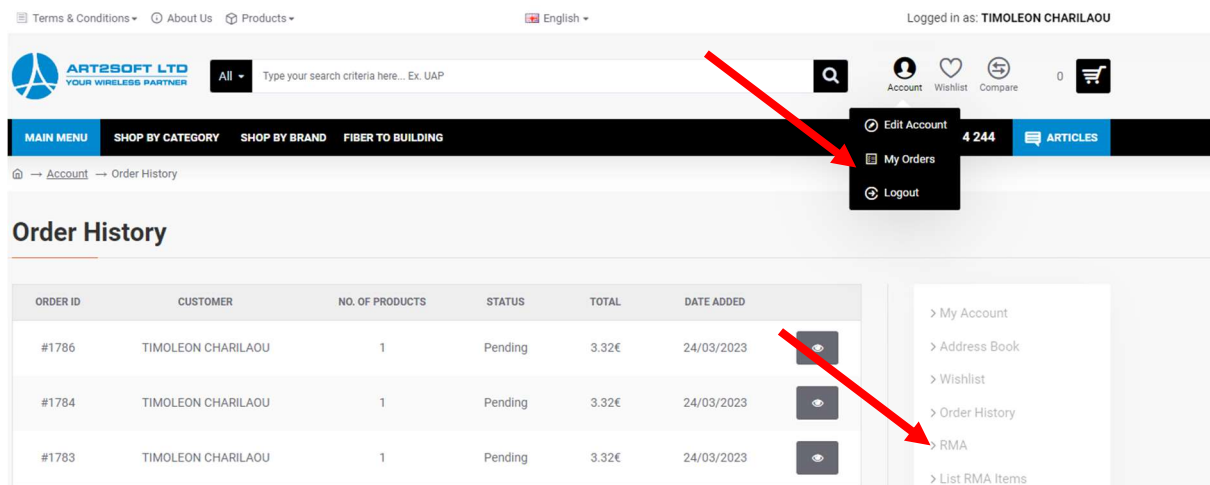 Terms & Conditions About Us Products English Logged in as: TIMOLEON CHARILAOU
ART2SOFT LTD
YOUR WIRELESS PARTNER
All Type your search criteria here... Ex. UAP
Account Wishlist Compare 0
Edit Account
MAIN MENU SHOP BY CATEGORY SHOP BY BRAND FIBER TO BUILDING 4 244 ARTICLES
My Orders
Account Order History
Logout
Order History
ORDER ID CUSTOMER NO. OF PRODUCTS STATUS TOTAL DATE ADDED
#1786 TIMOLEON CHARILAOU 1 Pending 3.32€ 24/03/2023
#1784 TIMOLEON CHARILAOU 1 Pending 3.32€ 24/03/2023
#1783 TIMOLEON CHARILAOU 1 Pending 3.32€ 24/03/2023
> My Account
> Address Book
> Wishlist
> Order History
> RMA
> List RMA Items